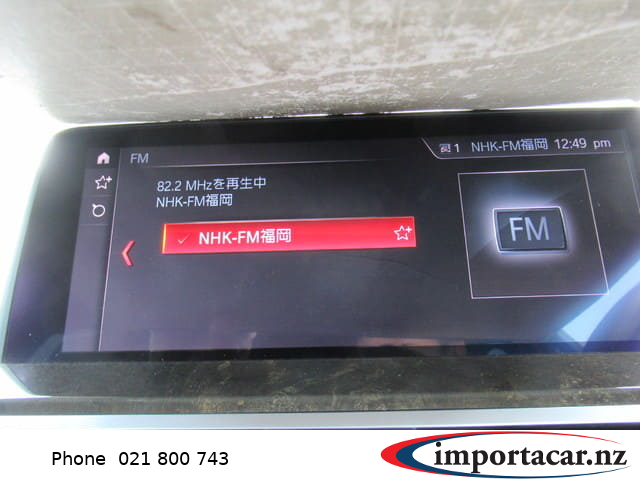 FM
1 NHK-FM福岡 12:49 pm
82.2 MHzを再生中
NHK-FM福岡
NHK-FM福岡
FM
Phone 021 800 743
importacar.nz